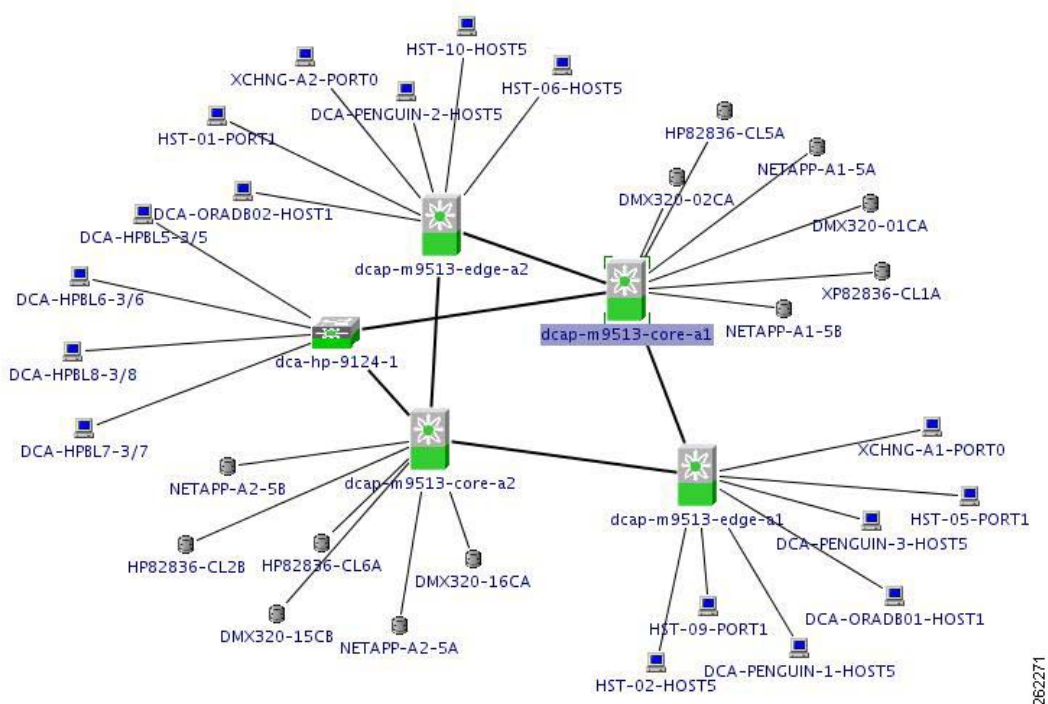 HST-10-HOST5
XCHNG-A2-PORT0
HST-06-HOST5
DCA-PENGUIN-2-HOST5
HST-01-PORT1
HP82836-CL5A
NETAPP-A1-5A
DMX320-02CA
DCA-ORADB02-HOST1
DMX320-01CA
DCA-HPBL5-3/5
dcap-m9513-edge-a2
DCA-HPBL6-3/6
XP82836-CL1A
NETAPP-A1-5B
dcap-m9513-core-a1
dca-hp-9124-1
DCA-HPBL8-3/8
DCA-HPBL7-3/7
XCHNG-A1-PORT0
NETAPP-A2-5B
dcap-m9513-core-a2
dcap-m9513-edge-a1
HST-05-PORT1
DCA-PENGUIN-3-HOST5
HP82836-CL2B
HP82836-CL6A
DMX320-16CA
DCA-ORADB01-HOST1
DMX320-15CB
NETAPP-A2-5A
HST-09-PORT1
DCA-PENGUIN-1-HOST5
HST-02-HOST5
262271